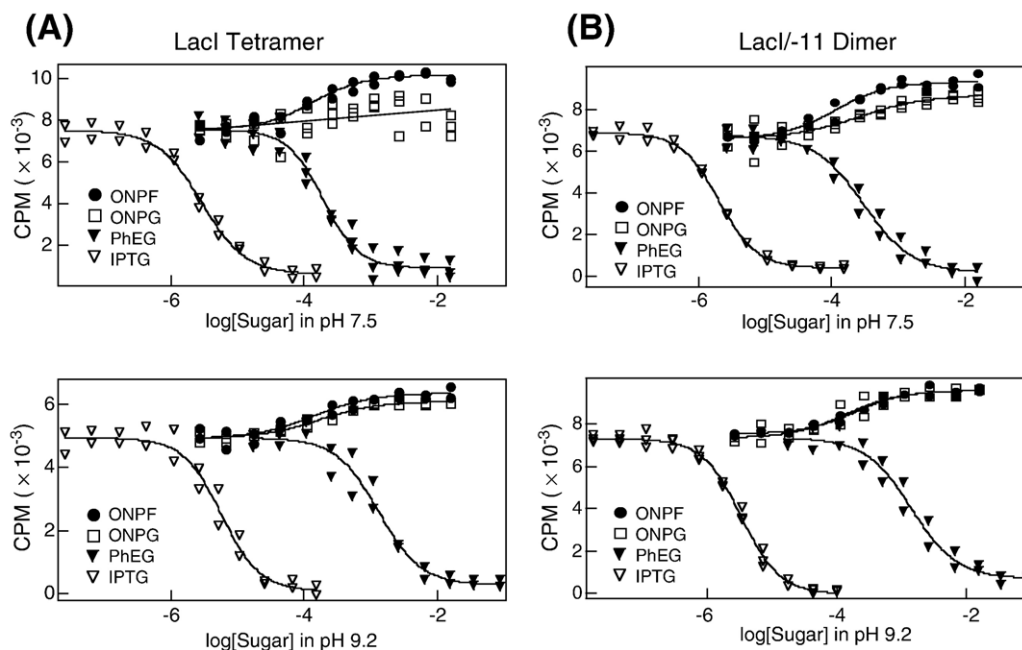 (A)
LacI Tetramer
CPM ( × 10⁻³)
10
8
6
4
2
ONPF
ONPG
PhEG
IPTG
-6 -4 -2
log[Sugar] in pH 7.5
(B)
LacI/-11 Dimer
CPM ( × 10⁻³)
8
6
4
2
0
ONPF
ONPG
PhEG
IPTG
-6 -4 -2
log[Sugar] in pH 7.5
CPM ( × 10⁻³)
6
4
2
0
ONPF
ONPG
PhEG
IPTG
-6 -4 -2
log[Sugar] in pH 9.2
CPM ( × 10⁻³)
8
6
4
2
0
ONPF
ONPG
PhEG
IPTG
-6 -4 -2
log[Sugar] in pH 9.2